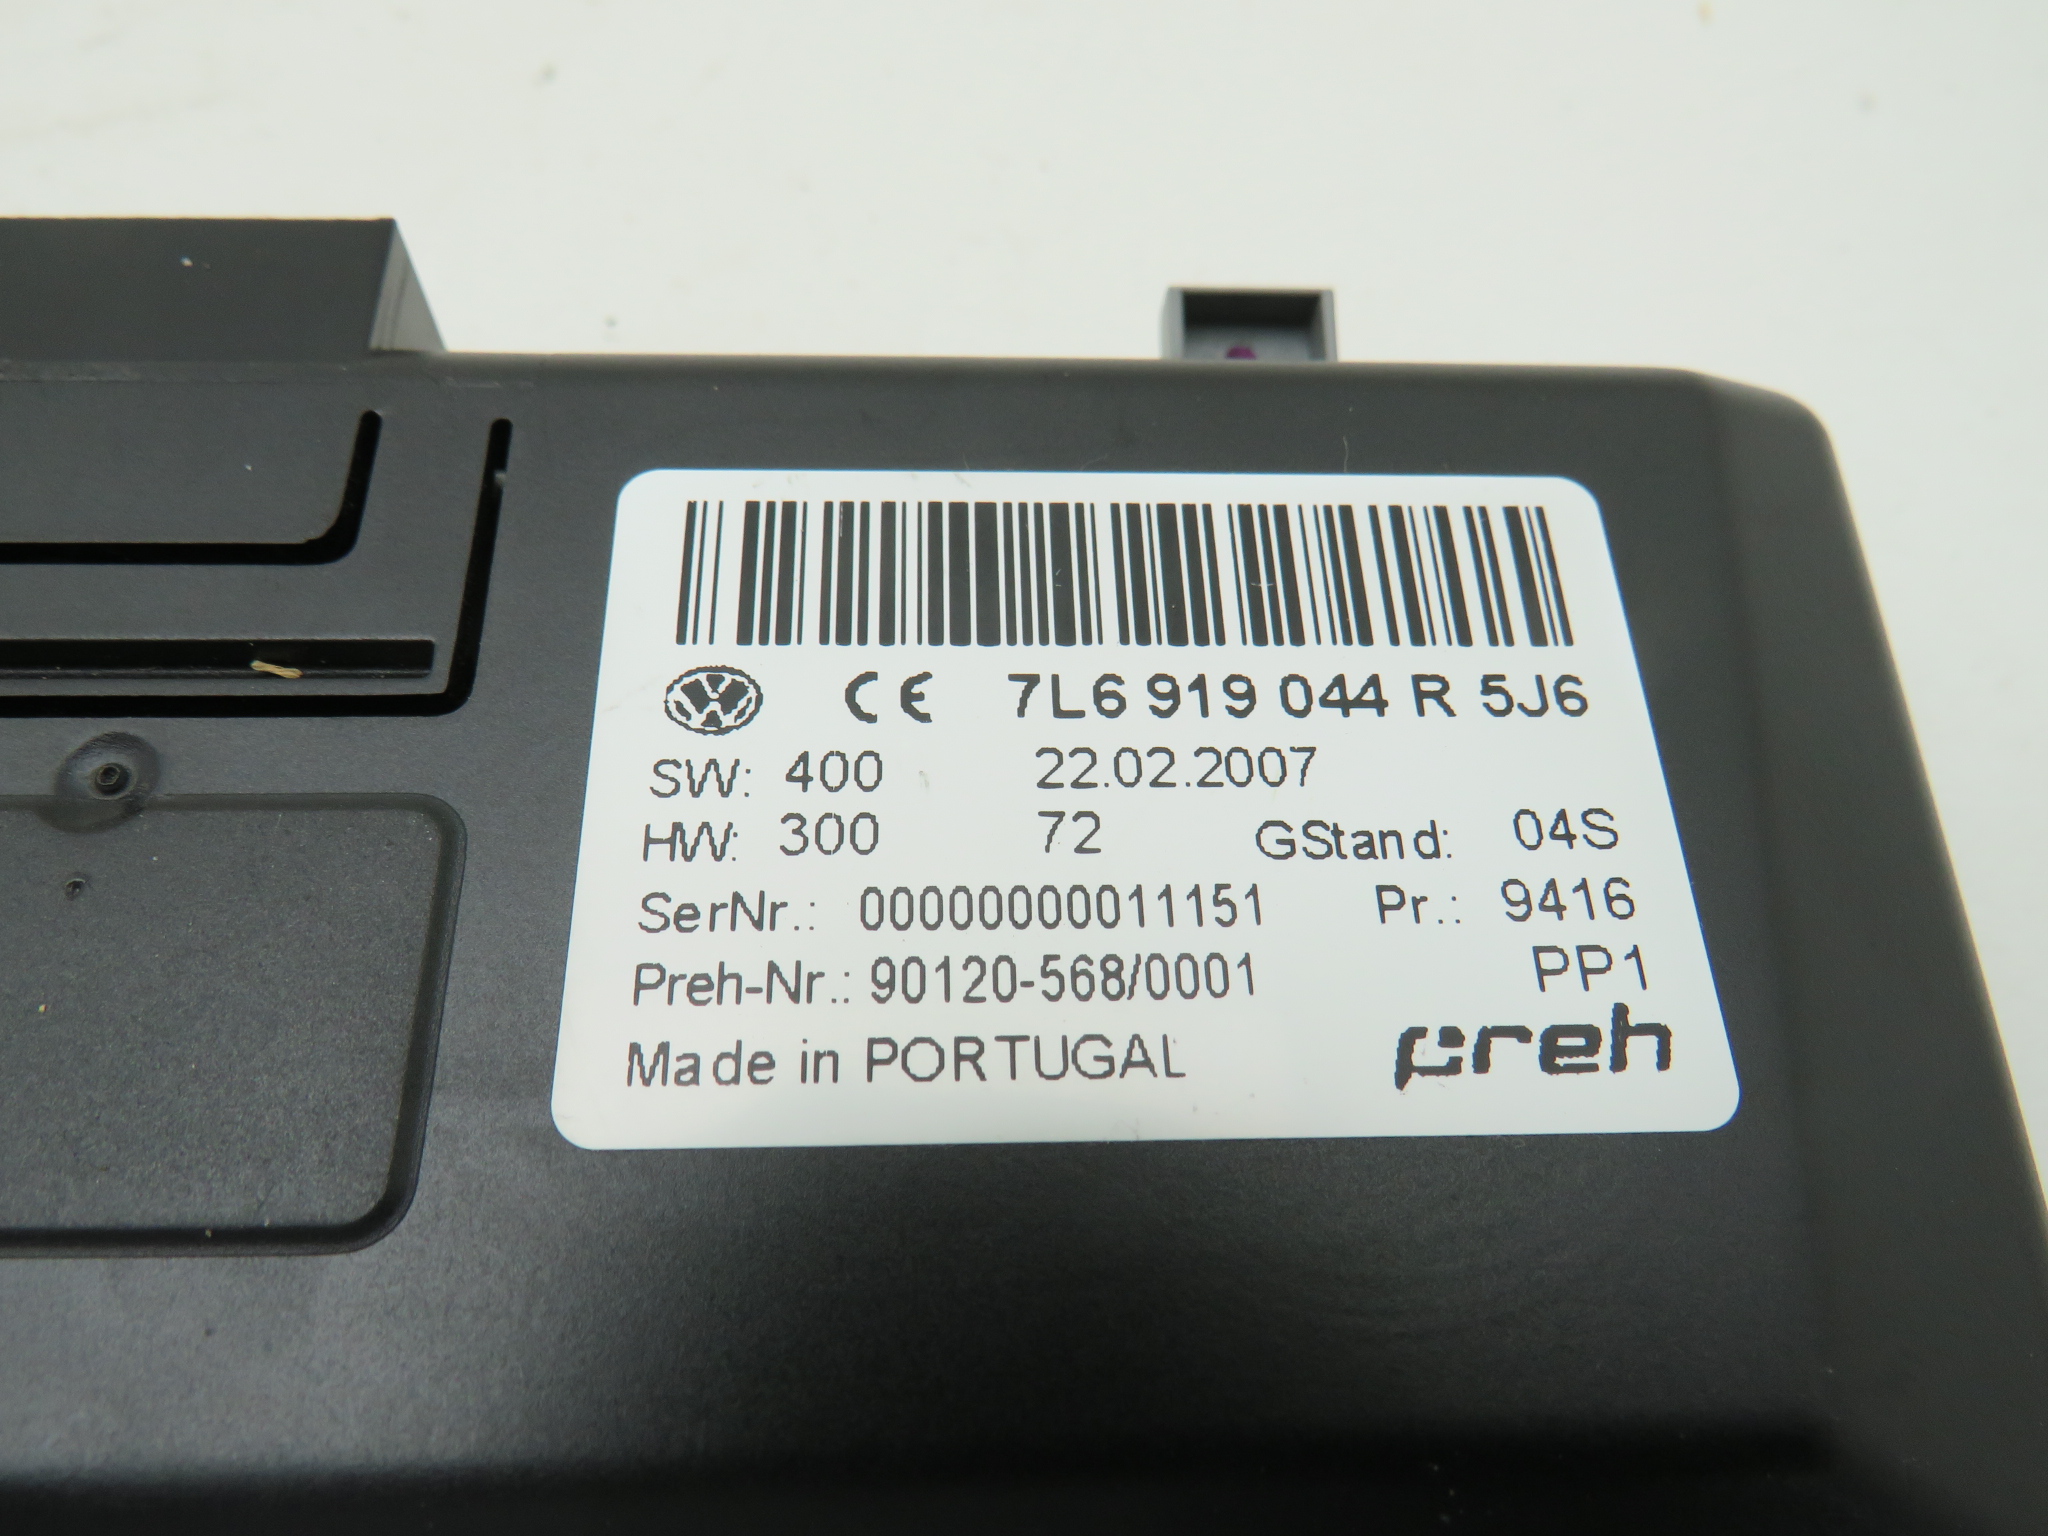 CE 7L6 919 044 R 5J6
SW: 400 22.02.2007
HW: 300 72 GStand: 04S
SerNr.: 00000000011151 Pr.: 9416
Preh-Nr.: 90120-568/0001 PP1
Made in PORTUGAL preh